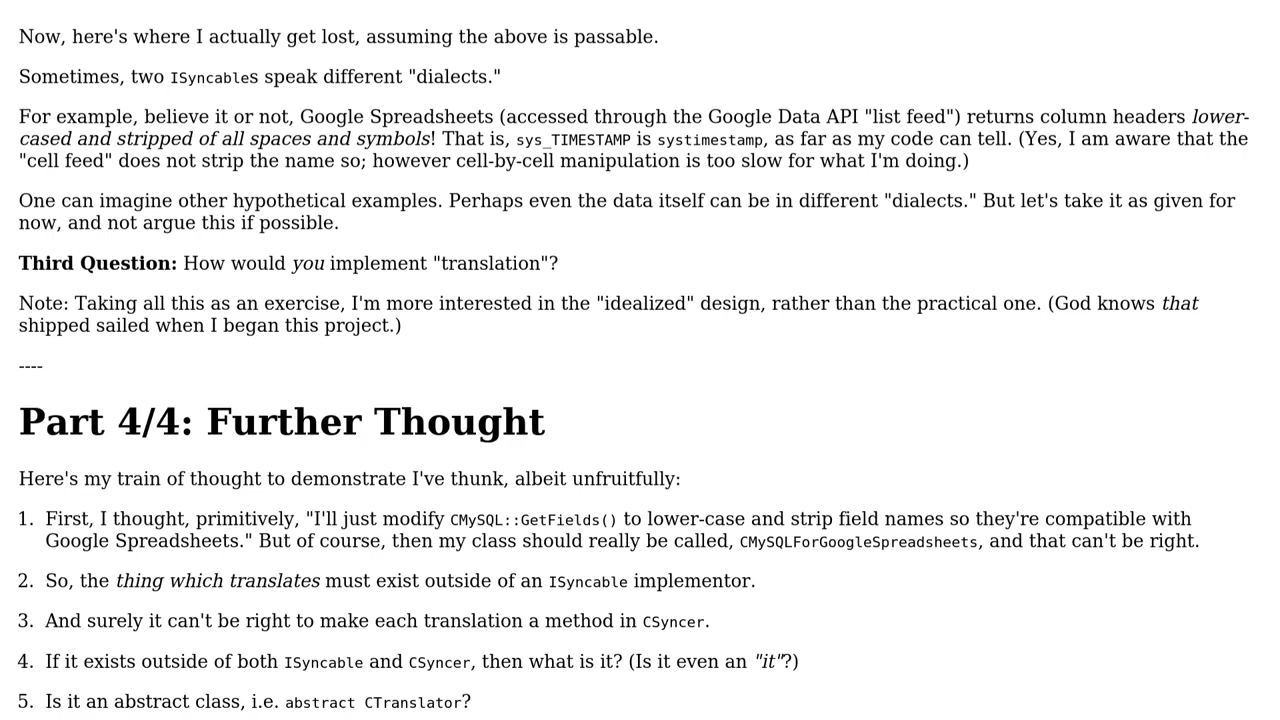 Now, here's where I actually get lost, assuming the above is passable.
Sometimes, two ISyncables speak different "dialects."
For example, believe it or not, Google Spreadsheets (accessed through the Google Data API "list feed") returns column headers lower-
cased and stripped of all spaces and symbols! That is, sys_TIMESTAMP is systimestamp, as far as my code can tell. (Yes, I am aware that the
"cell feed" does not strip the name so; however cell-by-cell manipulation is too slow for what I'm doing.)
One can imagine other hypothetical examples. Perhaps even the data itself can be in different "dialects." But let's take it as given for
now, and not argue this if possible.
Third Question: How would you implement "translation"?
Note: Taking all this as an exercise, I'm more interested in the "idealized" design, rather than the practical one. (God knows that
shipped sailed when I began this project.)
----
Part 4/4: Further Thought
Here's my train of thought to demonstrate I've thunk, albeit unfruitfully:
1. First, I thought, primitively, "I'll just modify CMySQL::GetFields() to lower-case and strip field names so they're compatible with
Google Spreadsheets." But of course, then my class should really be called, CMySQLForGoogleSpreadsheets, and that can't be right.
2. So, the thing which translates must exist outside of an ISyncable implementor.
3. And surely it can't be right to make each translation a method in CSyncer.
4. If it exists outside of both ISyncable and CSyncer, then what is it? (Is it even an "it"?)
5. Is it an abstract class, i.e. abstract CTranslator?